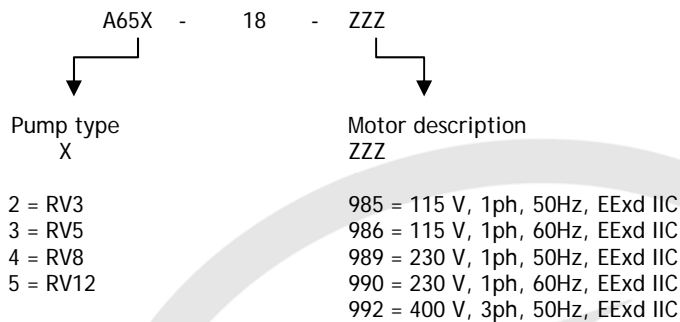 A65X - 18 - ZZZ
Pump type
X
2 = RV3
3 = RV5
4 = RV8
5 = RV12
Motor description
ZZZ
985 = 115 V, 1ph, 50Hz, EExd IIC
986 = 115 V, 1ph, 60Hz, EExd IIC
989 = 230 V, 1ph, 50Hz, EExd IIC
990 = 230 V, 1ph, 60Hz, EExd IIC
992 = 400 V, 3ph, 50Hz, EExd IIC